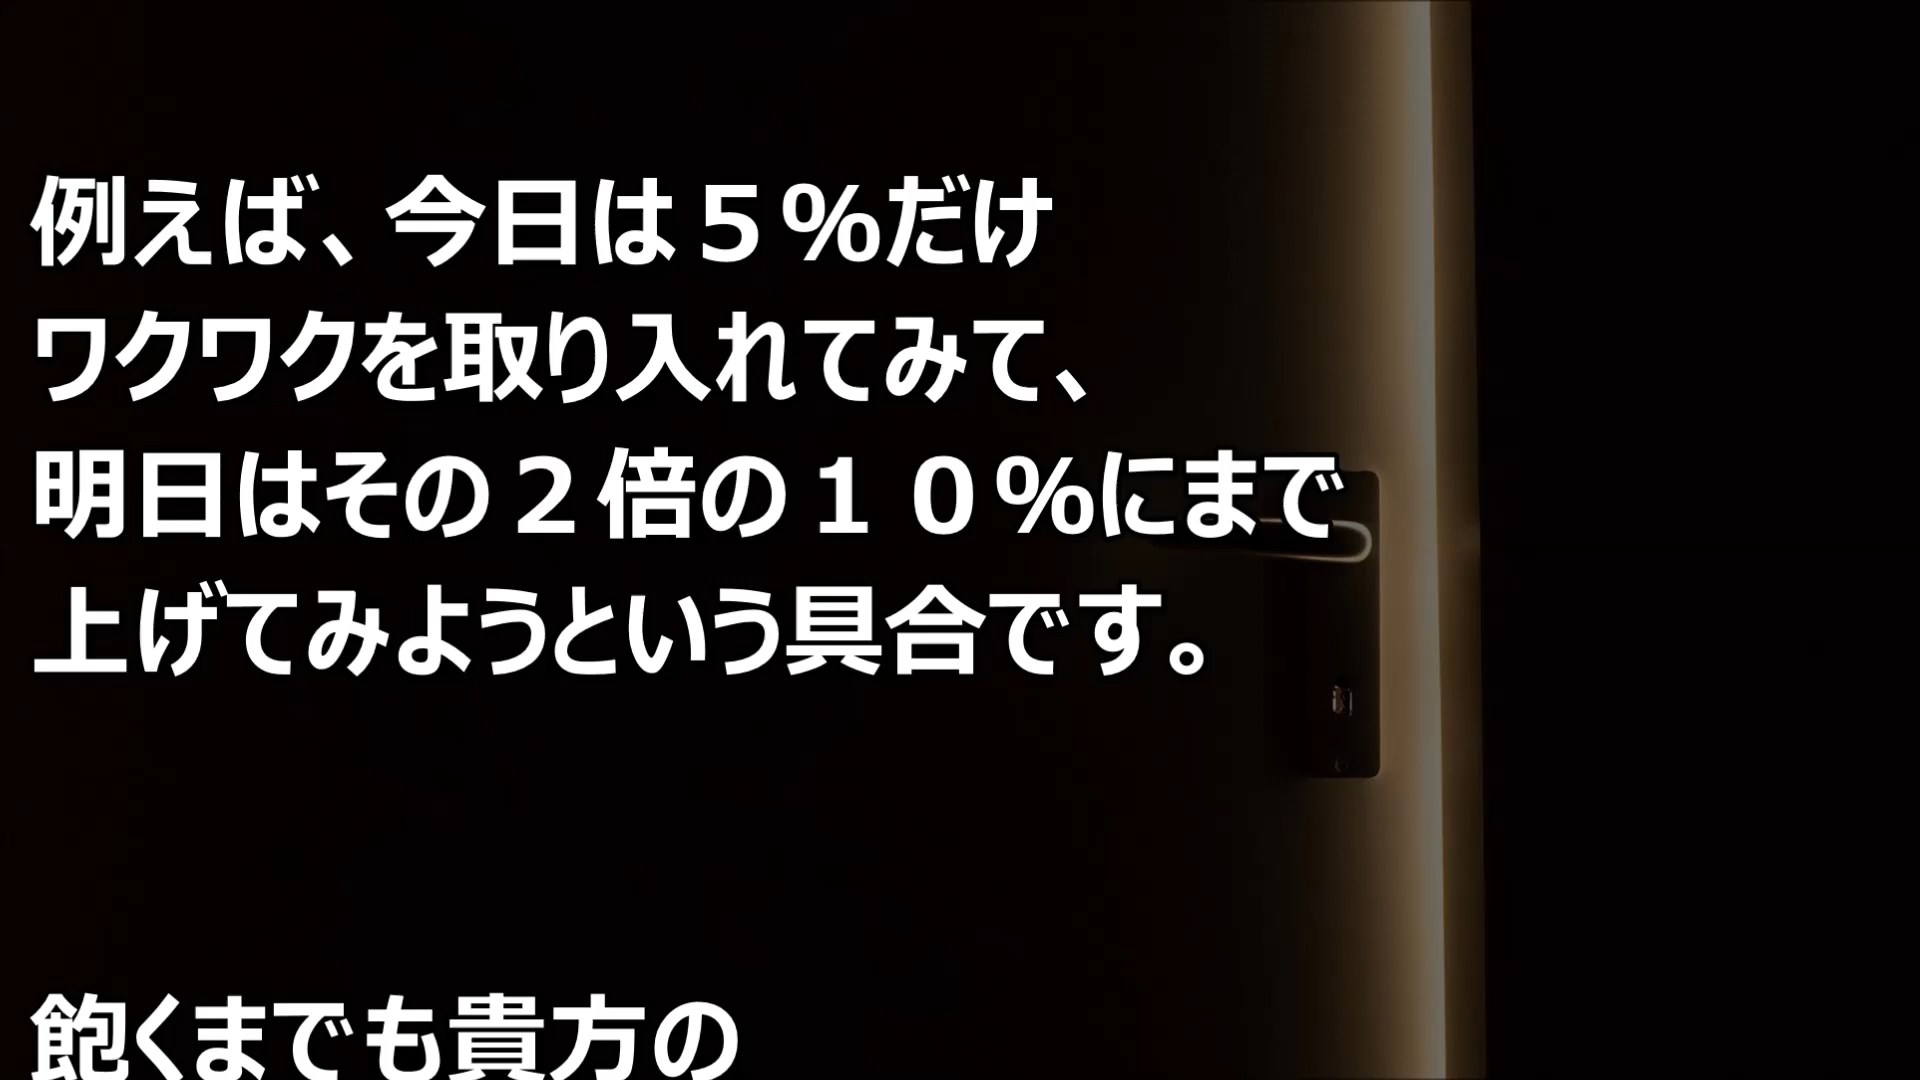 例えば、今日は５％だけ
ワクワクを取り入れてみて、
明日はその２倍の１０％にまで
上げてみようという具合です。
飽くまでも貴方の